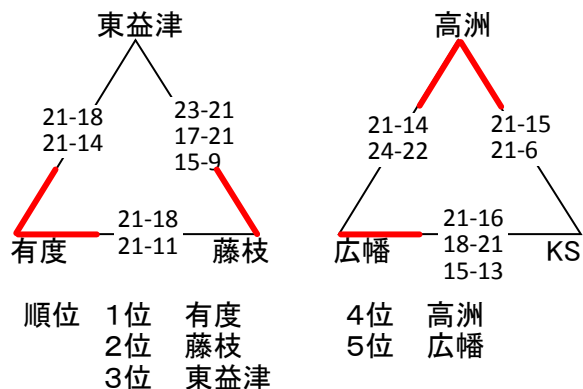 東益津
21-18
21-14
23-21
17-21
15-9
21-18
21-11
有度
藤枝
高洲
21-14
24-22
21-15
21-6
21-16
18-21
15-13
広幡
KS
順位 1位 有度
2位 藤枝
3位 東益津
4位 高洲
5位 広幡